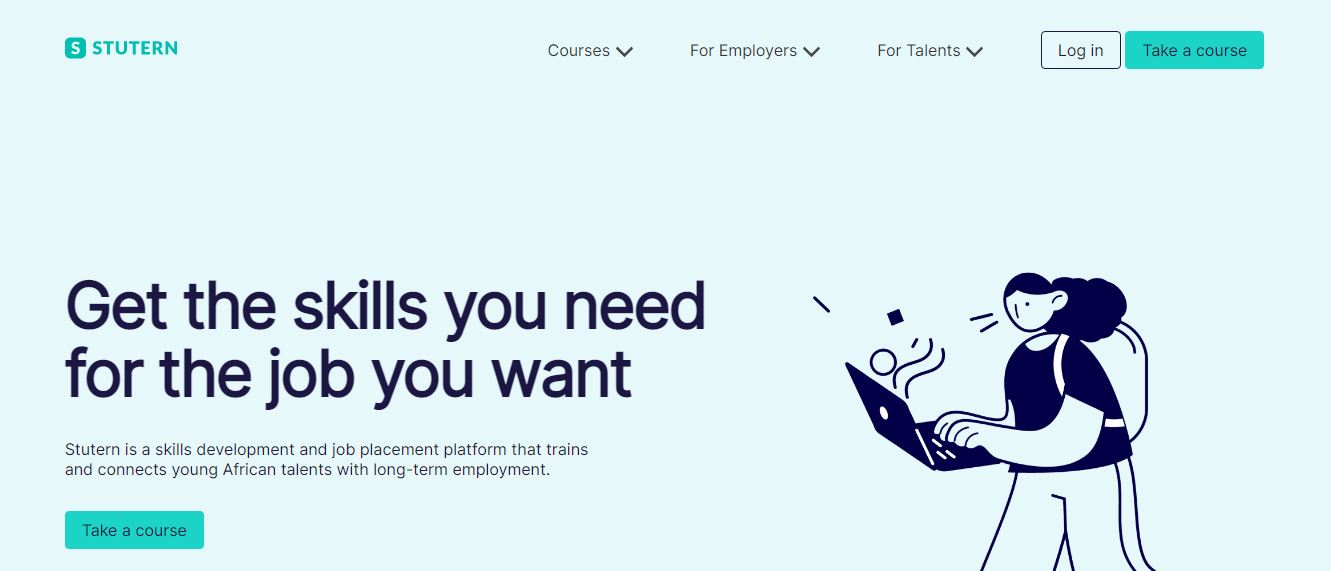 S STUTERN
Courses
For Employers
For Talents
Log in
Take a course
Get the skills you need
for the job you want
Stutern is a skills development and job placement platform that trains
and connects young African talents with long-term employment.
Take a course